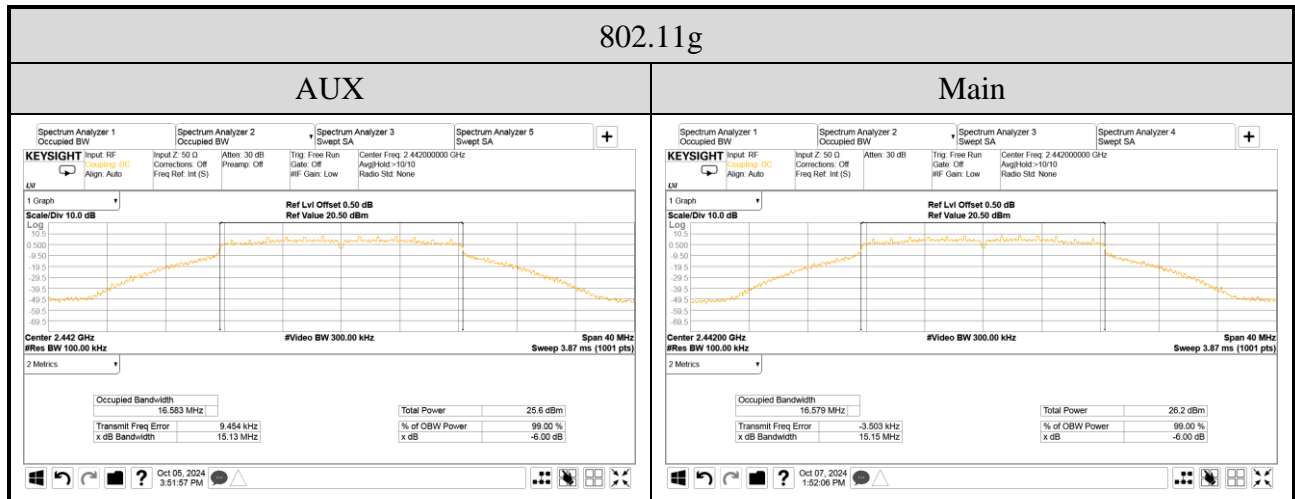 802.11g
AUX
Main
Spectrum Analyzer 1
Occupied BW
Spectrum Analyzer 2
Occupied BW
Spectrum Analyzer 3
Swept SA
Spectrum Analyzer 5
Swept SA
+
KEYSIGHT
LXI
Input: RF
Coupling: DC
Align: Auto
Input Z: 50 Ω
Corrections: Off
Freq Ref: Int (S)
Atten: 30 dB
Preamp: Off
Trig: Free Run
Gate: Off
#IF Gain: Low
Center Freq: 2.442000000 GHz
Avg|Hold:>10/10
Radio Std: None
1 Graph
Scale/Div 10.0 dB
Ref Lvl Offset 0.50 dB
Ref Value 20.50 dBm
Log
10.5
0.500
-9.50
-19.5
-29.5
-39.5
-49.5
-59.5
-69.5
Center 2.442 GHz
#Res BW 100.00 kHz
#Video BW 300.00 kHz
Span 40 MHz
Sweep 3.87 ms (1001 pts)
2 Metrics
Occupied Bandwidth
16.583 MHz
Transmit Freq Error 9.454 kHz
x dB Bandwidth 15.13 MHz
Total Power 25.6 dBm
% of OBW Power 99.00 %
x dB -6.00 dB
?
Oct 05, 2024
3:51:57 PM
Spectrum Analyzer 1
Occupied BW
Spectrum Analyzer 2
Occupied BW
Spectrum Analyzer 3
Swept SA
Spectrum Analyzer 4
Swept SA
+
KEYSIGHT
LXI
Input: RF
Coupling: DC
Align: Auto
Input Z: 50 Ω
Corrections: Off
Freq Ref: Int (S)
Atten: 30 dB
Trig: Free Run
Gate: Off
#IF Gain: Low
Center Freq: 2.442000000 GHz
Avg|Hold:>10/10
Radio Std: None
1 Graph
Scale/Div 10.0 dB
Ref Lvl Offset 0.50 dB
Ref Value 20.50 dBm
Log
10.5
0.500
-9.50
-19.5
-29.5
-39.5
-49.5
-59.5
-69.5
Center 2.44200 GHz
#Res BW 100.00 kHz
#Video BW 300.00 kHz
Span 40 MHz
Sweep 3.87 ms (1001 pts)
2 Metrics
Occupied Bandwidth
16.579 MHz
Transmit Freq Error -3.503 kHz
x dB Bandwidth 15.15 MHz
Total Power 26.2 dBm
% of OBW Power 99.00 %
x dB -6.00 dB
?
Oct 07, 2024
1:52:06 PM